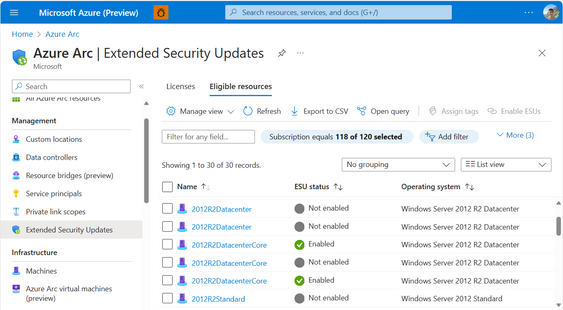 Microsoft Azure (Preview)
Search resources, services, and docs (G+/)
Home > Azure Arc
Azure Arc | Extended Security Updates
Microsoft
Search
All Azure Arc resources
Management
Custom locations
Data controllers
Resource bridges (preview)
Service principals
Private link scopes
Extended Security Updates
Infrastructure
Machines
Azure Arc virtual machines
(preview)
Licenses Eligible resources
Manage view Refresh Export to CSV Open query Assign tags Enable ESUs
Filter for any field... Subscription equals 118 of 120 selected Add filter More (3)
Showing 1 to 30 of 30 records. No grouping List view
Name ESU status Operating system
2012R2Datacenter Not enabled Windows Server 2012 R2 Datacenter
2012R2Datacenter Not enabled Windows Server 2012 R2 Datacenter
2012R2DatacenterCore Enabled Windows Server 2012 R2 Datacenter
2012R2DatacenterCore Not enabled Windows Server 2012 R2 Datacenter
2012R2DatacenterCore Enabled Windows Server 2012 R2 Datacenter
2012R2Standard Not enabled Windows Server 2012 Standard